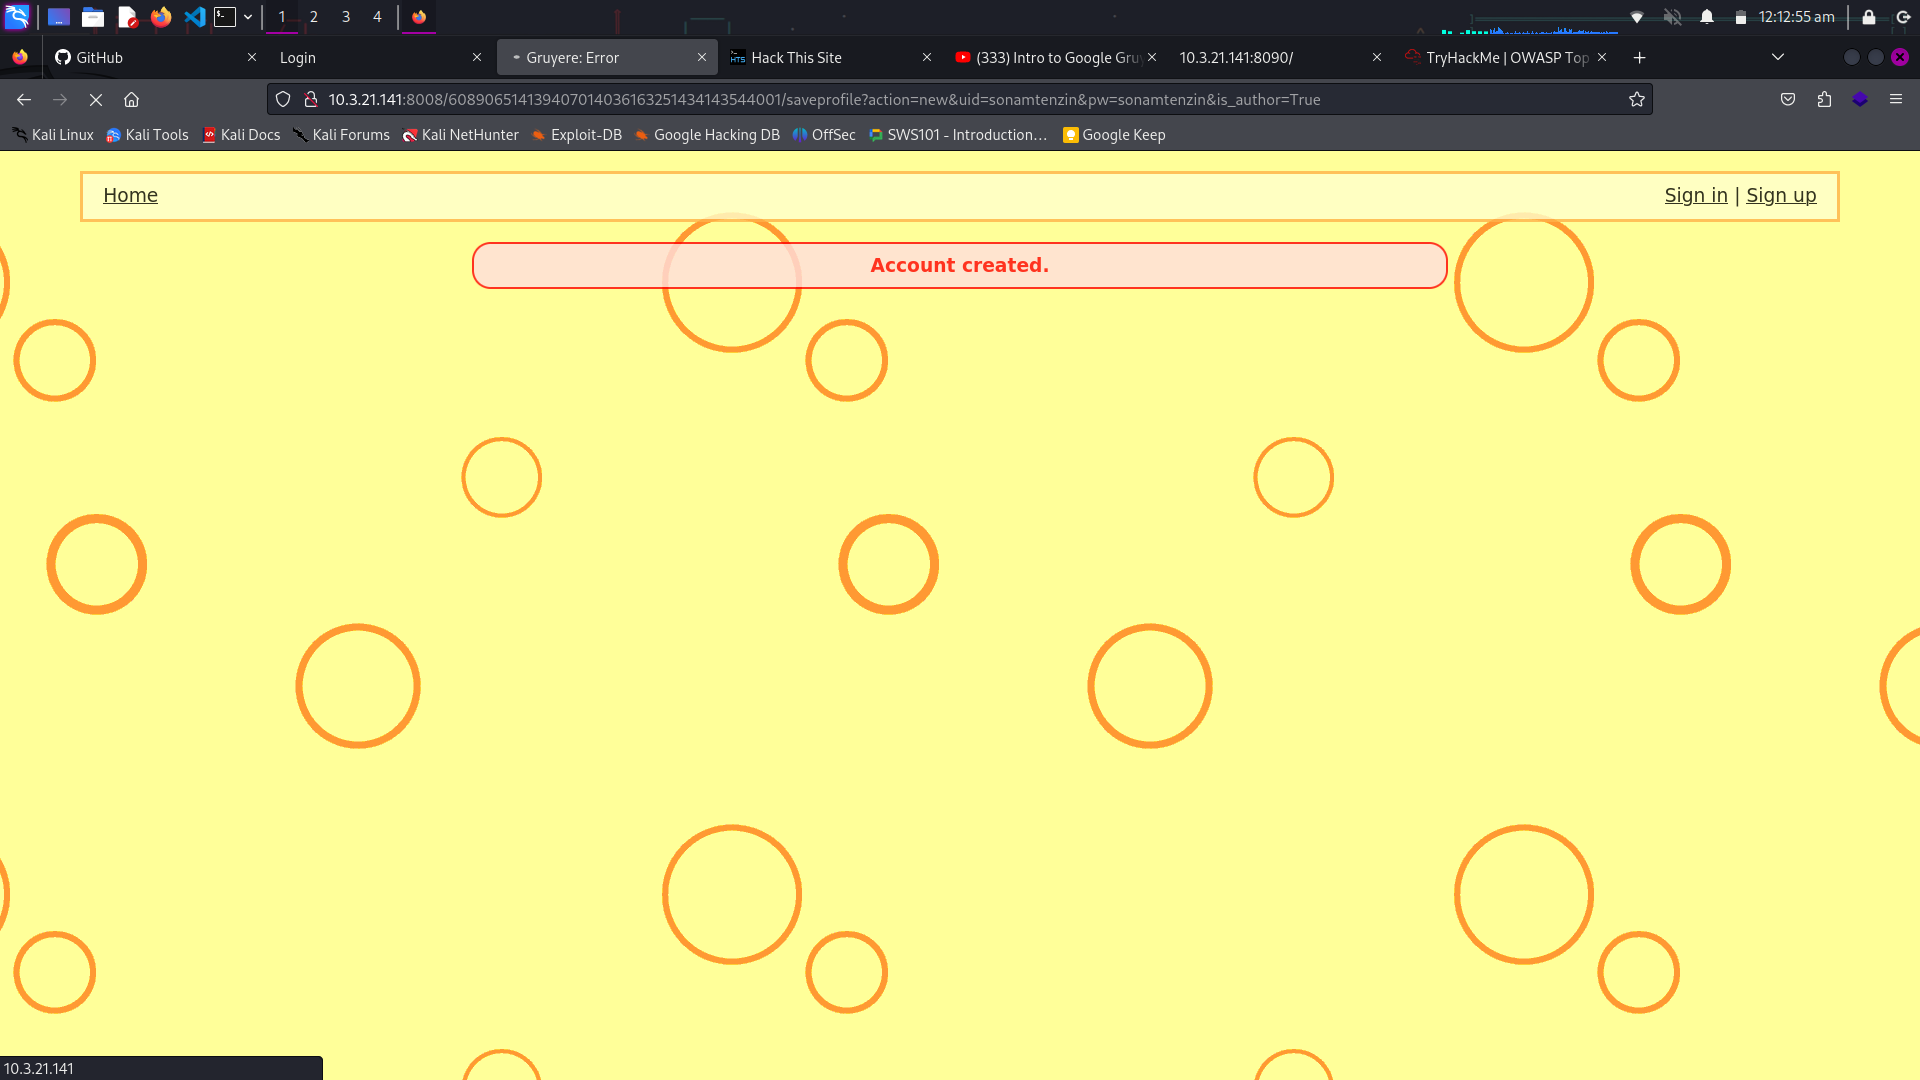 1 2 3 4 12:12:55 am
GitHub Login Gruyere: Error Hack This Site (333) Intro to Google Gru 10.3.21.141:8090/ TryHackMe | OWASP Top
10.3.21.141:8008/608906514139407014036163251434143544001/saveprofile?action=new&uid=sonamtenzin&pw=sonamtenzin&is_author=True
Kali Linux Kali Tools Kali Docs Kali Forums Kali NetHunter Exploit-DB Google Hacking DB OffSec SWS101 - Introduction... Google Keep
Home Sign in | Sign up
Account created.
10.3.21.141